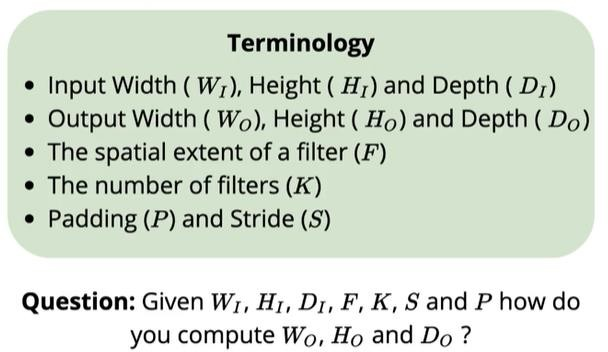 Terminology
• Input Width ( W_I), Height ( H_I) and Depth ( D_I)
• Output Width ( W_O), Height ( H_O) and Depth ( D_O)
• The spatial extent of a filter (F)
• The number of filters (K)
• Padding (P) and Stride (S)
Question: Given W_I, H_I, D_I, F, K, S and P how do
you compute W_O, H_O and D_O ?